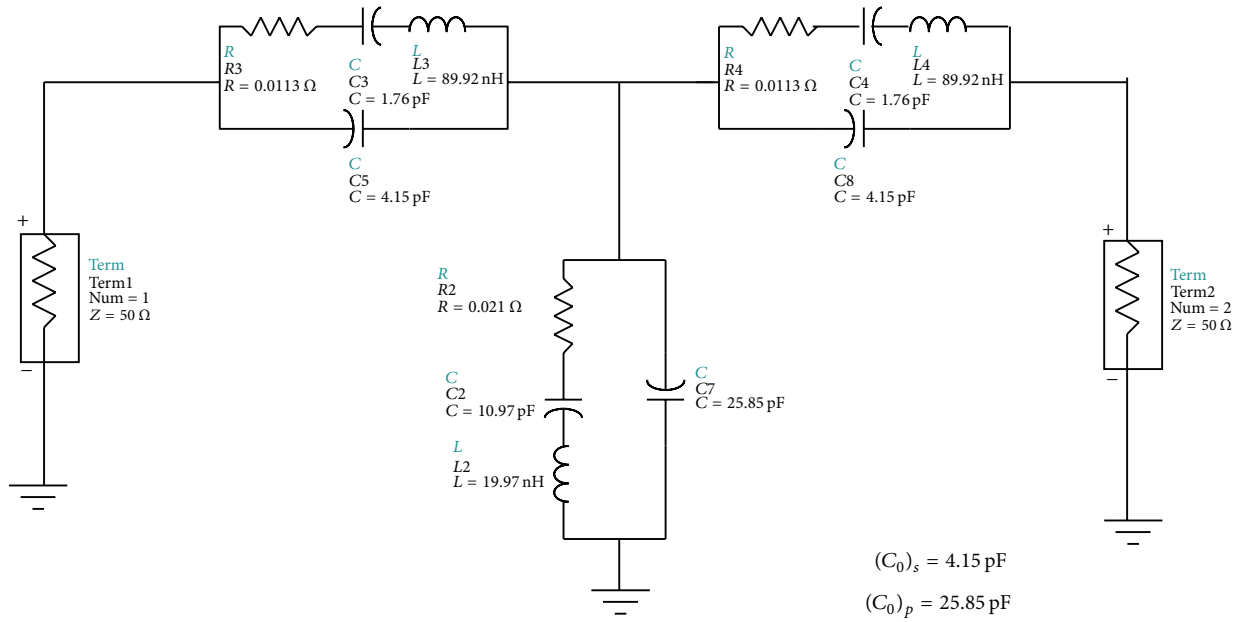 R
R3
R = 0.0113 Ω
C
C3
C = 1.76 pF
L
L3
L = 89.92 nH
C
C5
C = 4.15 pF
R
R4
R = 0.0113 Ω
C
C4
C = 1.76 pF
L
L4
L = 89.92 nH
C
C8
C = 4.15 pF
+
Term
Term1
Num = 1
Z = 50 Ω
−
R
R2
R = 0.021 Ω
C
C2
C = 10.97 pF
L
L2
L = 19.97 nH
C
C7
C = 25.85 pF
+
Term
Term2
Num = 2
Z = 50 Ω
−
(C₀)ₛ = 4.15 pF
(C₀)ₚ = 25.85 pF